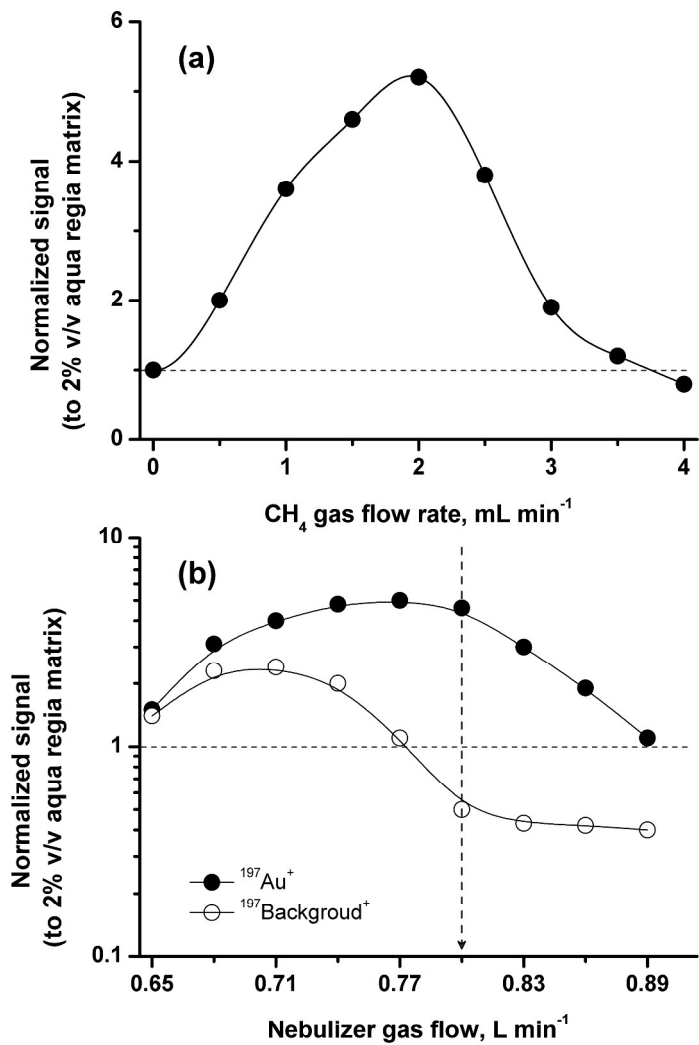 (a)
Normalized signal
(to 2% v/v aqua regia matrix)
6
4
2
0
0 1 2 3 4
CH₄ gas flow rate, mL min⁻¹
(b)
Normalized signal
(to 2% v/v aqua regia matrix)
10
1
0.1
¹⁹⁷Au⁺
¹⁹⁷Backgroud⁺
0.65 0.71 0.77 0.83 0.89
Nebulizer gas flow, L min⁻¹